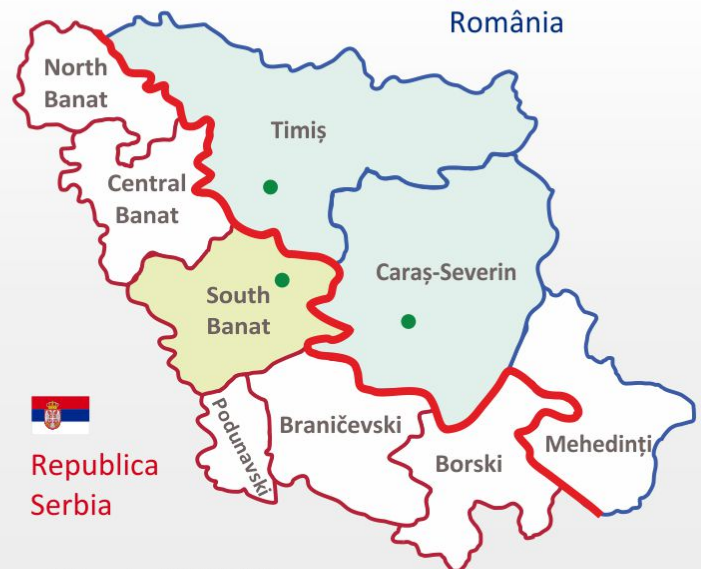 România
North
Banat
Timiș
Central
Banat
Caraș-Severin
South
Banat
Podunavski
Braničevski
Borski
Mehedinți
Republica
Serbia